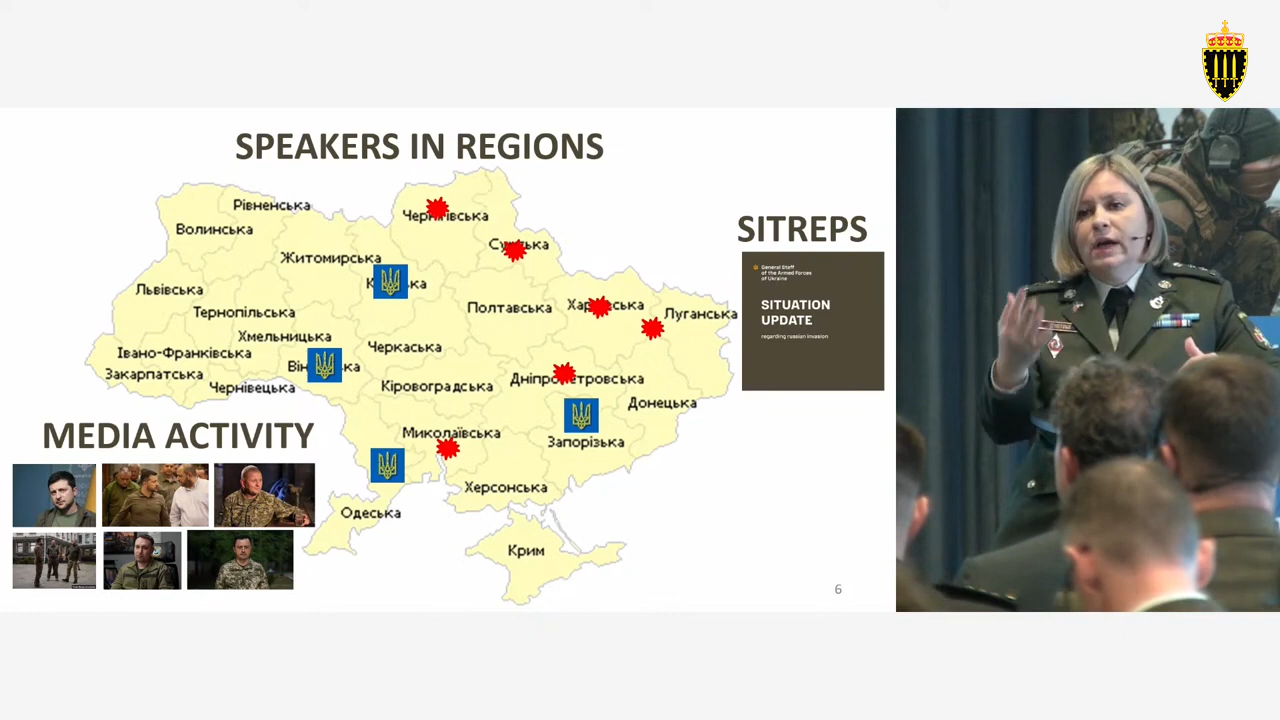 SPEAKERS IN REGIONS
Рівненська
Волинська
Житомирська
Львівська
Тернопільська
Хмельницька
Івано-Франківська
Закарпатська
Чернівецька
Черкаська
Кіровоградська
Полтавська
Луганська
Донецька
Запорізька
Миколаївська
Херсонська
Одеська
Крим
SITREPS
General Staff
of the Armed Forces
of Ukraine
SITUATION
UPDATE
regarding russian invasion
MEDIA ACTIVITY
6